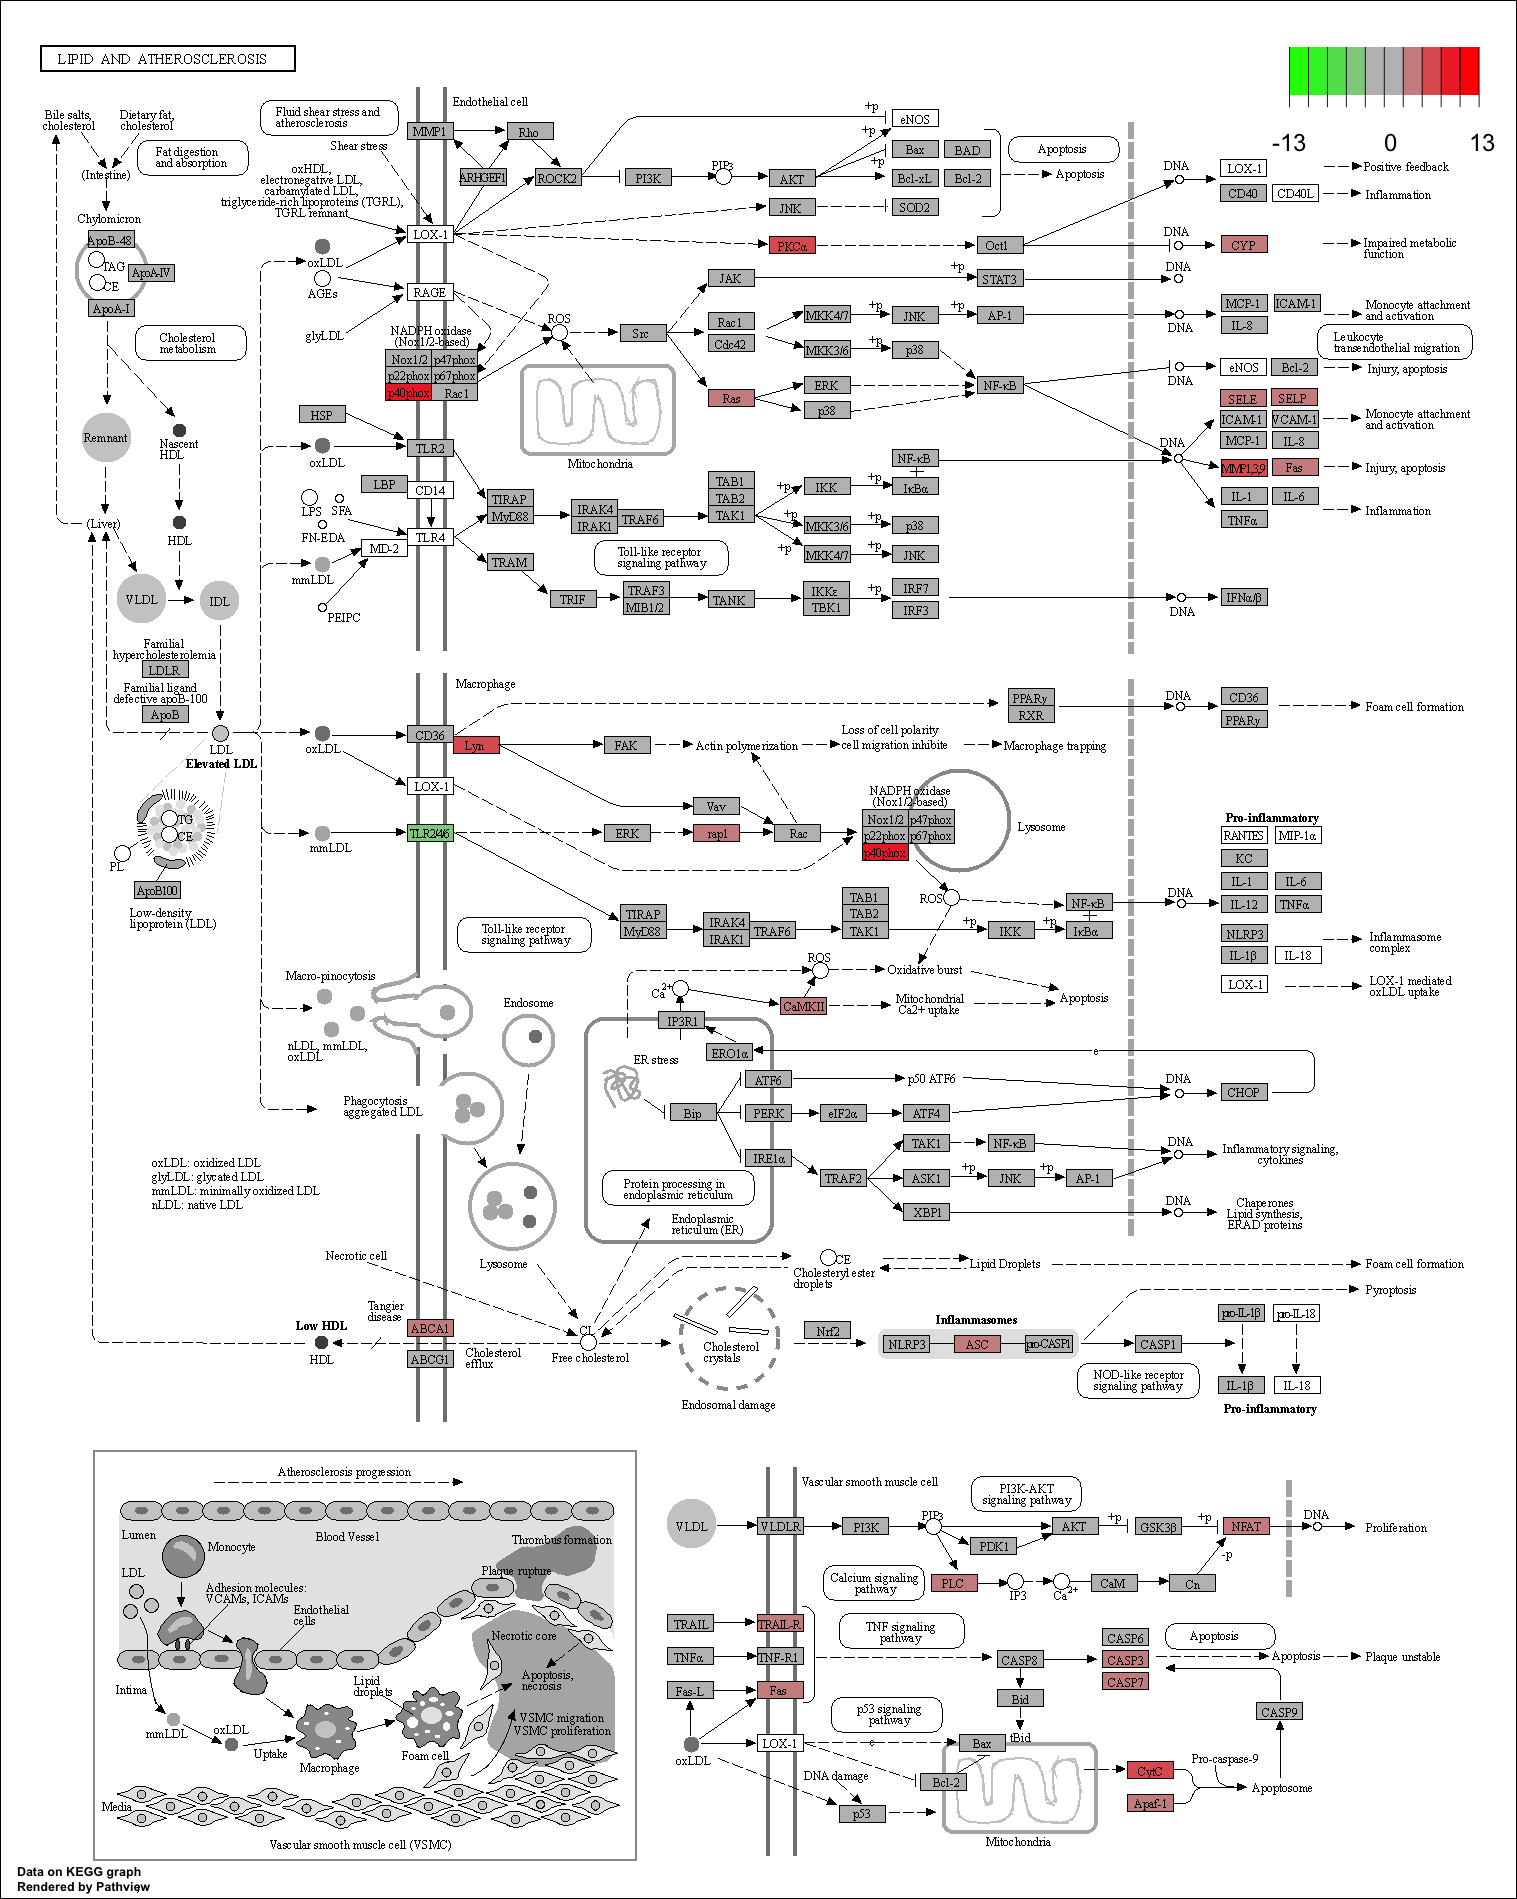 LIPID AND ATHEROSCLEROSIS
-13 0 13
Bile salts,
cholesterol
Dietary fat,
cholesterol
Fat digestion
and absorption
(Intestine)
Chylomicron
ApoB-48
TAG
CE
ApoA-IV
ApoA-I
Cholesterol
metabolism
Remnant
Nascent
HDL
(Liver)
HDL
VLDL
IDL
Familial
hypercholesterolemia
LDLR
Familial ligand
defective apoB-100
ApoB
LDL
Elevated LDL
TG
CE
PL
ApoB100
Low-density
lipoprotein (LDL)
Fluid shear stress and
atherosclerosis
Shear stress
oxHDL,
electronegative LDL,
carbamylated LDL,
triglyceride-rich lipoproteins (TGRL),
TGRL remnant
oxLDL
AGEs
glyLDL
Endothelial cell
MMP1
Rho
ARHGEF1
ROCK2
PI3K
PIP3
AKT
+p
eNOS
+p
Bax
BAD
+p
Bcl-xL
Bcl-2
JNK
SOD2
Apoptosis
Apoptosis
LOX-1
PKCα
Oct1
RAGE
NADPH oxidase
(Nox1/2-based)
Nox1/2
p47phox
p22phox
p67phox
p40phox
Rac1
ROS
Src
Mitochondria
JAK
+p
STAT3
Rac1
Cdc42
MKK4/7
+p
JNK
+p
AP-1
MKK3/6
+p
p38
Ras
ERK
p38
NF-κB
DNA
LOX-1
Positive feedback
CD40
CD40L
Inflammation
DNA
CYP
Impaired metabolic
function
DNA
MCP-1
ICAM-1
IL-8
Monocyte attachment
and activation
DNA
Leukocyte
transendothelial migration
eNOS
Bcl-2
Injury, apoptosis
DNA
SELE
SELP
ICAM-1
VCAM-1
MCP-1
IL-8
Monocyte attachment
and activation
DNA
MMP1,3,9
Fas
Injury, apoptosis
IL-1
IL-6
TNFα
Inflammation
HSP
oxLDL
TLR2
LBP
CD14
LPS
SFA
FN-EDA
TLR4
MD-2
mmLDL
PEIPC
TIRAP
MyD88
TRAM
IRAK4
IRAK1
TRAF6
TAB1
TAB2
TAK1
+p
IKK
+p
NF-κB
IκBα
+p
MKK3/6
+p
p38
+p
MKK4/7
+p
JNK
Toll-like receptor
signaling pathway
TRIF
TRAF3
MIB1/2
TANK
IKKε
TBK1
+p
IRF7
IRF3
DNA
IFNα/β
Macrophage
oxLDL
CD36
Lyn
FAK
Actin polymerization
Loss of cell polarity
cell migration inhibite
Macrophage trapping
PPARγ
RXR
DNA
CD36
PPARγ
Foam cell formation
LOX-1
Vav
mmLDL
TLR2/4/6
ERK
rap1
Rac
NADPH oxidase
(Nox1/2-based)
Nox1/2
p47phox
p22phox
p67phox
p40phox
Lysosome
Toll-like receptor
signaling pathway
TIRAP
MyD88
IRAK4
IRAK1
TRAF6
TAB1
TAB2
TAK1
ROS
+p
IKK
+p
NF-κB
IκBα
DNA
Pro-inflammatory
RANTES
MIP-1α
KC
IL-1
IL-6
IL-12
TNFα
NLRP3
IL-1β
IL-18
Inflammasome
complex
LOX-1
LOX-1 mediated
oxLDL uptake
Macro-pinocytosis
nLDL, mmLDL,
oxLDL
Endosome
Phagocytosis
aggregated LDL
Lysosome
ROS
Oxidative burst
Ca2+
CaMKII
Mitochondrial
Ca2+ uptake
Apoptosis
IP3R1
ER stress
ERO1α
e
Bip
ATF6
p50 ATF6
DNA
CHOP
PERK
eIF2α
ATF4
IRE1α
TRAF2
TAK1
NF-κB
ASK1
+p
JNK
+p
AP-1
XBP1
DNA
Inflammatory signaling,
cytokines
DNA
Chaperones
Lipid synthesis,
ERAD proteins
Protein processing in
endoplasmic reticulum
Endoplasmic
reticulum (ER)
oxLDL: oxidized LDL
glyLDL: glycated LDL
mmLDL: minimally oxidized LDL
nLDL: native LDL
Necrotic cell
Tangier
disease
Low HDL
HDL
ABCA1
ABCG1
Cholesterol
efflux
CL
Free cholesterol
CE
Cholesteryl ester
droplets
Lipid Droplets
Foam cell formation
Cholesterol
crystals
Endosomal damage
Nrf2
Inflammasomes
NLRP3
ASC
pro-CASP1
CASP1
Pyroptosis
pro-IL-1β
pro-IL-18
IL-1β
IL-18
Pro-inflammatory
NOD-like receptor
signaling pathway
Atherosclerosis progression
Lumen
Blood Vessel
Monocyte
LDL
Adhesion molecules:
VCAMs, ICAMs
Endothelial
cells
Thrombus formation
Plaque rupture
Necrotic core
Apoptosis,
necrosis
Intima
mmLDL
oxLDL
Uptake
Lipid
droplets
Macrophage
Foam cell
VSMC migration
VSMC proliferation
Media
Vascular smooth muscle cell (VSMC)
Vascular smooth muscle cell
PI3K-AKT
signaling pathway
VLDL
VLDLR
PI3K
PIP3
PDK1
AKT
+p
GSK3β
+p
NFAT
DNA
Proliferation
-p
Calcium signaling
pathway
PLC
IP3
Ca2+
CaM
Cn
TRAIL
TRAIL-R
TNFα
TNF-R1
Fas-L
Fas
TNF signaling
pathway
CASP8
CASP6
CASP3
CASP7
Apoptosis
Apoptosis
Plaque unstable
Bid
tBid
p53 signaling
pathway
CASP9
oxLDL
LOX-1
e
Bax
Bcl-2
DNA damage
p53
Mitochondria
CytC
Apaf-1
Pro-caspase-9
Apoptosome
Data on KEGG graph
Rendered by Pathview